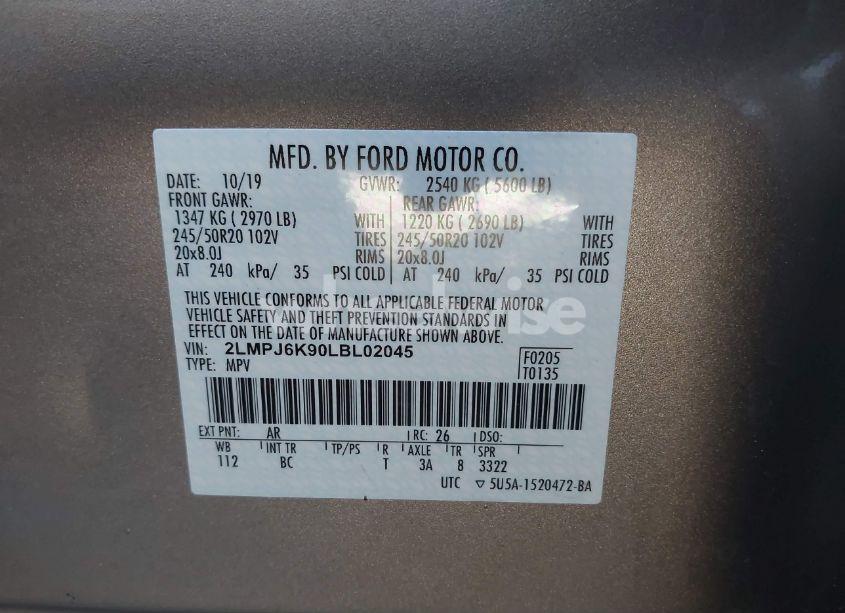 MFD. BY FORD MOTOR CO.
DATE: 10/19 GVWR: 2540 KG ( 5600 LB)
FRONT GAWR: REAR GAWR:
1347 KG ( 2970 LB) WITH 1220 KG ( 2690 LB) WITH
245/50R20 102V TIRES 245/50R20 102V TIRES
20x8.0J RIMS 20x8.0J RIMS
AT 240 kPa/ 35 PSI COLD AT 240 kPa/ 35 PSI COLD
THIS VEHICLE CONFORMS TO ALL APPLICABLE FEDERAL MOTOR
VEHICLE SAFETY AND THEFT PREVENTION STANDARDS IN
EFFECT ON THE DATE OF MANUFACTURE SHOWN ABOVE.
VIN: 2LMPJ6K90LBL02045 F0205
TYPE: MPV T0135
EXT PNT: AR RC: 26 DSO:
WB INT TR TP/PS R AXLE TR SPR
112 BC T 3A 8 3322
UTC ▽ 5U5A-1520472-BA